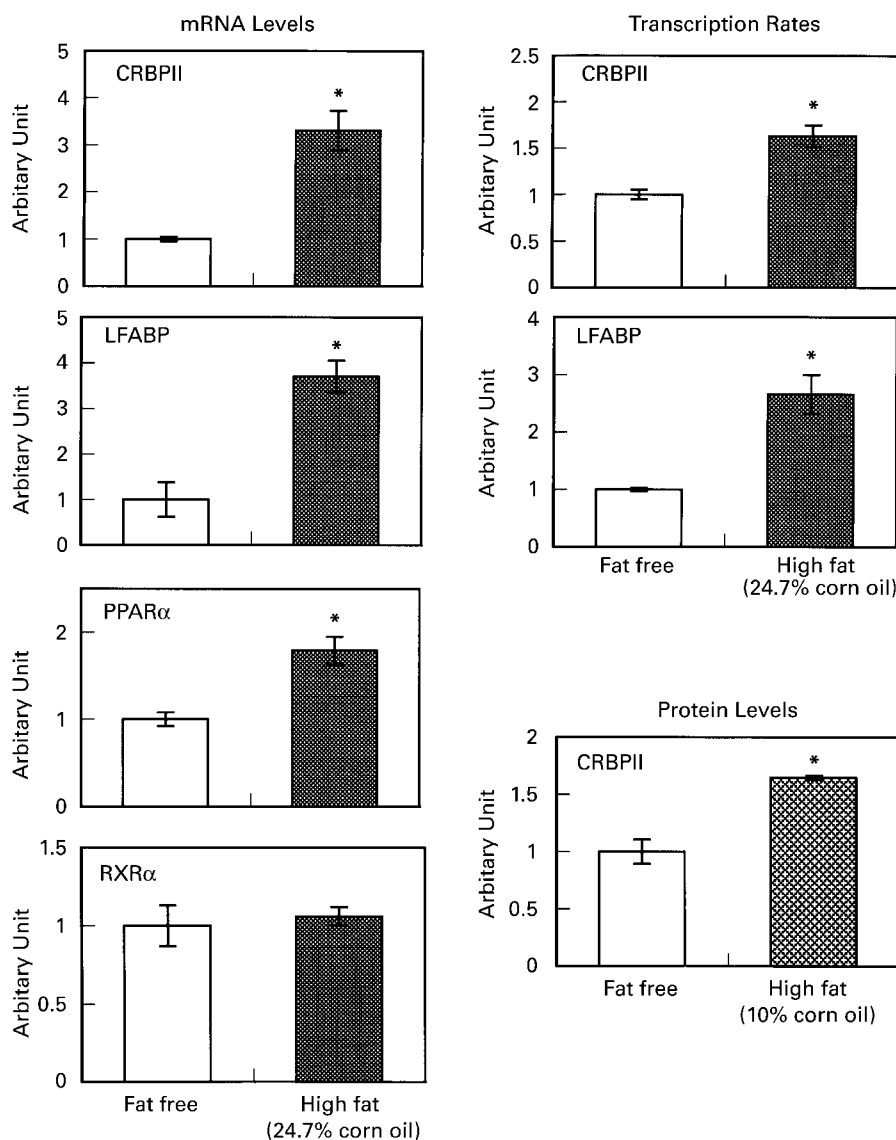 mRNA Levels
5
4
3
2
1
0
Arbitary Unit
CRBPII
*
5
4
3
2
1
0
Arbitary Unit
LFABP
*
2
1
0
Arbitary Unit
PPARα
*
1.5
1
0.5
0
Arbitary Unit
RXRα
Fat free
High fat
(24.7% corn oil)
Transcription Rates
2.5
2
1.5
1
0.5
0
Arbitary Unit
CRBPII
*
4
3
2
1
0
Arbitary Unit
LFABP
*
Fat free
High fat
(24.7% corn oil)
Protein Levels
2
1.5
1
0.5
0
Arbitary Unit
CRBPII
*
Fat free
High fat
(10% corn oil)